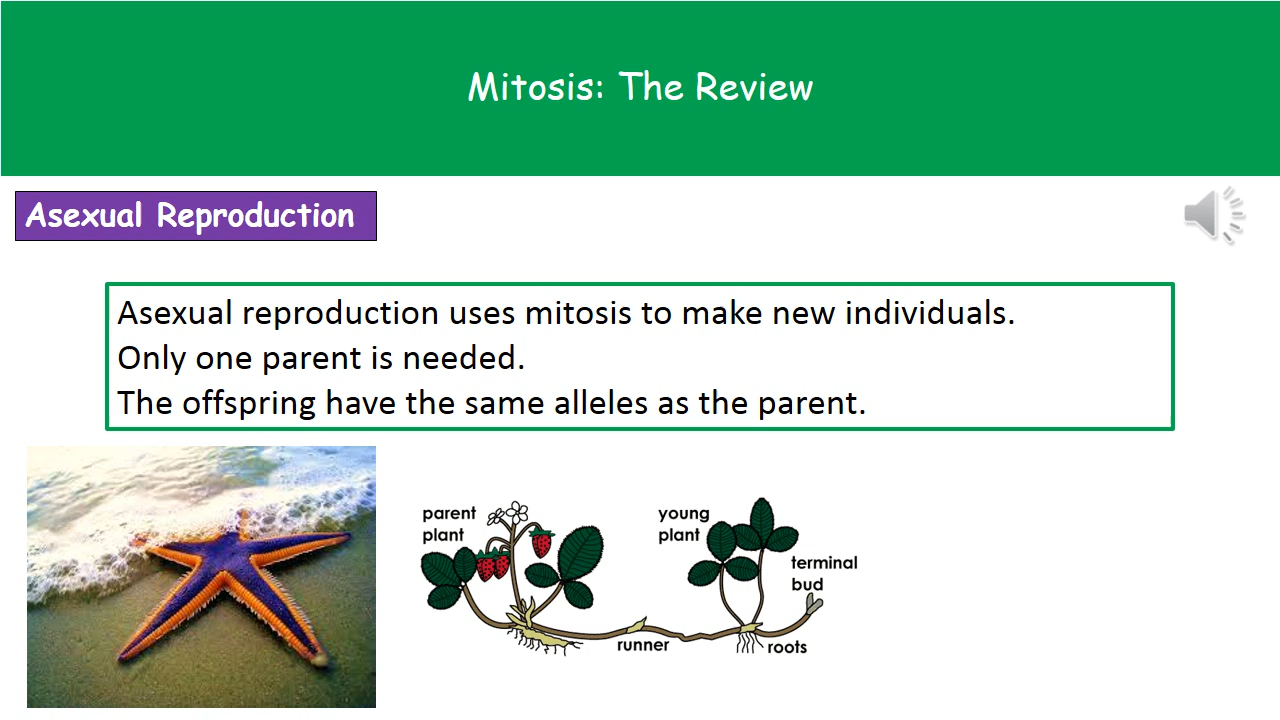 Mitosis: The Review
Asexual Reproduction
Asexual reproduction uses mitosis to make new individuals.
Only one parent is needed.
The offspring have the same alleles as the parent.
parent
plant
young
plant
terminal
bud
runner
roots